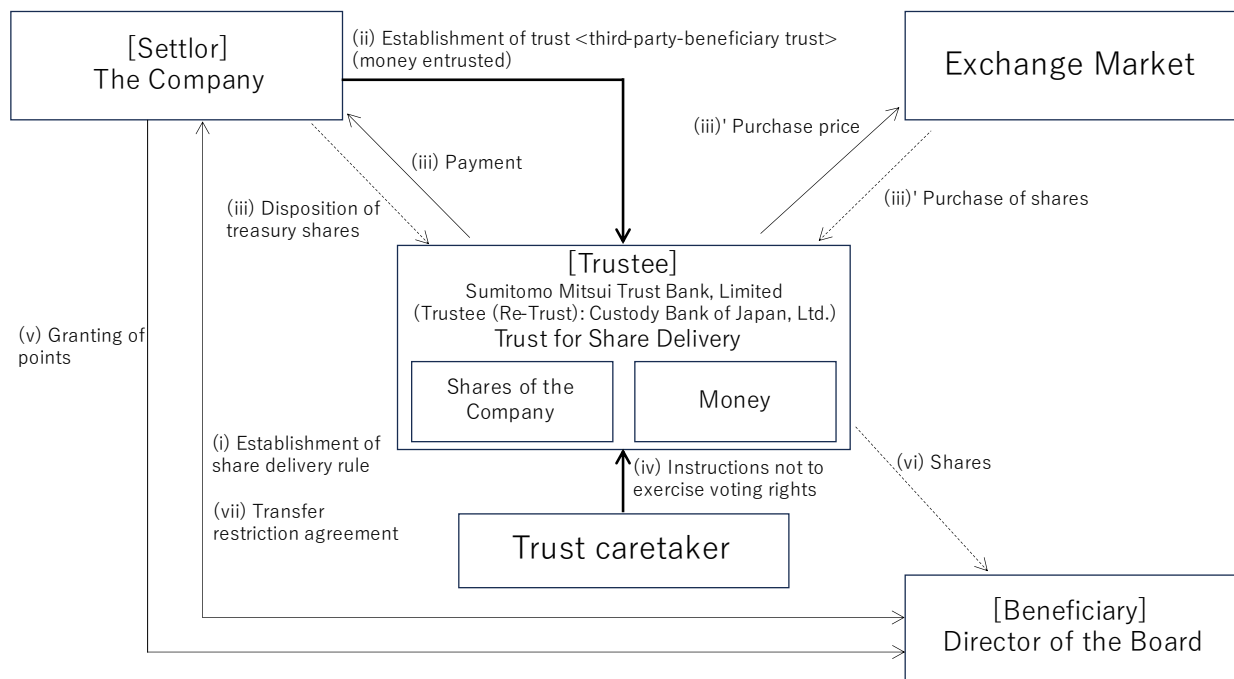 [Settlor]
The Company
(ii) Establishment of trust <third-party-beneficiary trust>
(money entrusted)
Exchange Market
(iii)' Purchase price
(iii) Payment
(iii)' Purchase of shares
(iii) Disposition of
treasury shares
[Trustee]
Sumitomo Mitsui Trust Bank, Limited
(Trustee (Re-Trust): Custody Bank of Japan, Ltd.)
Trust for Share Delivery
(v) Granting of
points
Shares of the
Company
Money
(i) Establishment of
share delivery rule
(iv) Instructions not to
exercise voting rights
(vi) Shares
(vii) Transfer
restriction agreement
Trust caretaker
[Beneficiary]
Director of the Board